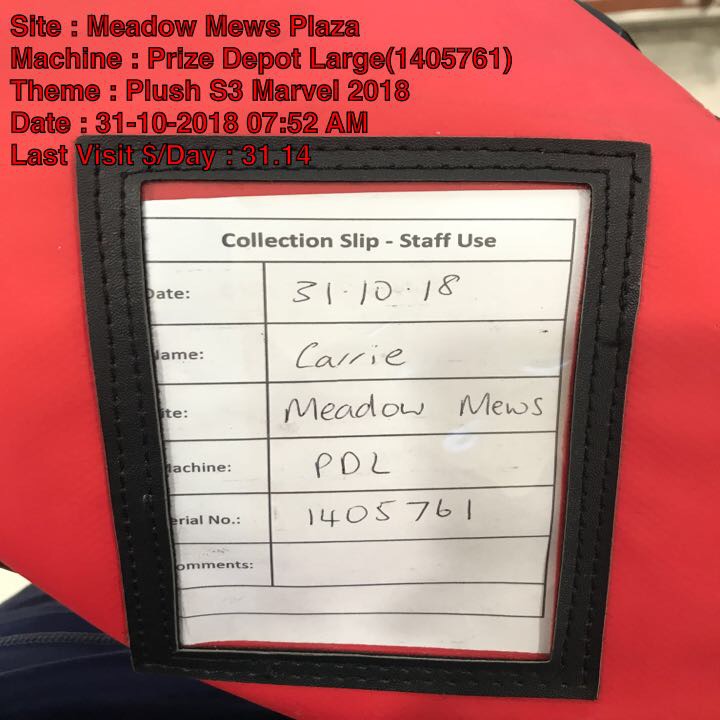 Site : Meadow Mews Plaza
Machine : Prize Depot Large(1405761)
Theme : Plush S3 Marvel 2018
Date : 31-10-2018 07:52 AM
Last Visit $/Day : 31.14
Collection Slip - Staff Use
Date: 31.10.18
ame: Carrie
ite: Meadow Mews
achine: PDL
erial No.: 1405761
omments: